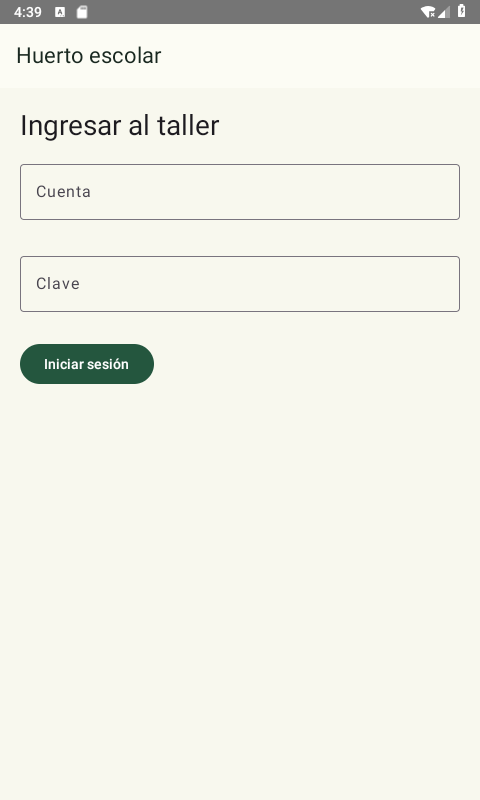 4:39
Huerto escolar
Ingresar al taller
Cuenta
Clave
Iniciar sesión